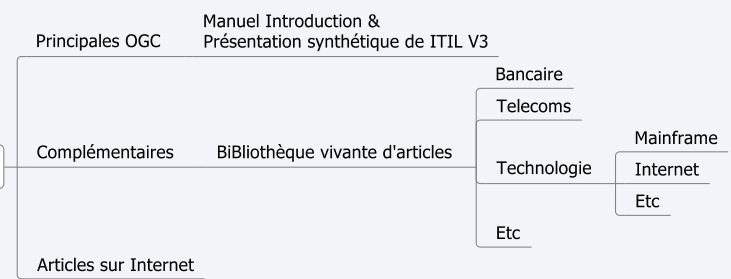 Principales OGC
Manuel Introduction &
Présentation synthétique de ITIL V3
Complémentaires
BiBliothèque vivante d'articles
Bancaire
Telecoms
Technologie
Mainframe
Internet
Etc
Etc
Articles sur Internet